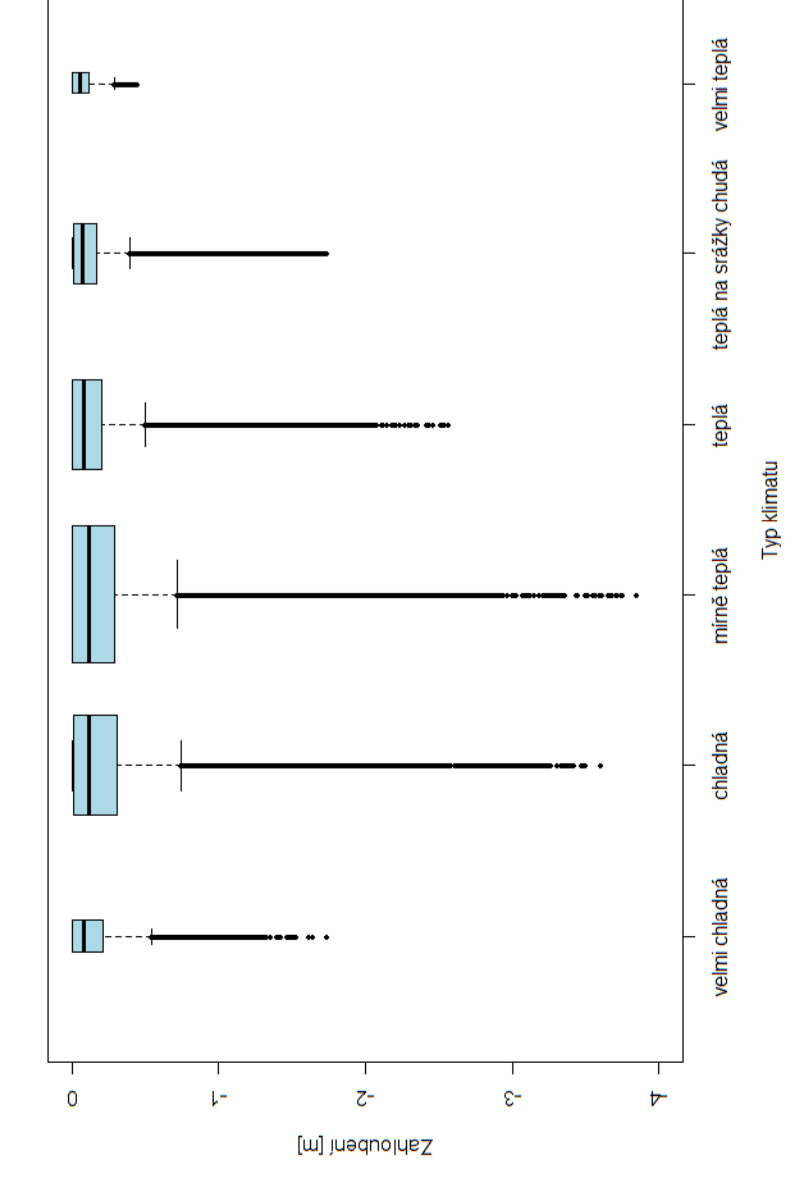 Zahloubení [m]
0
-1
-2
-3
-4
velmi chladná
chladná
mírně teplá
teplá
teplá na srážky chudá
velmi teplá
Typ klimatu